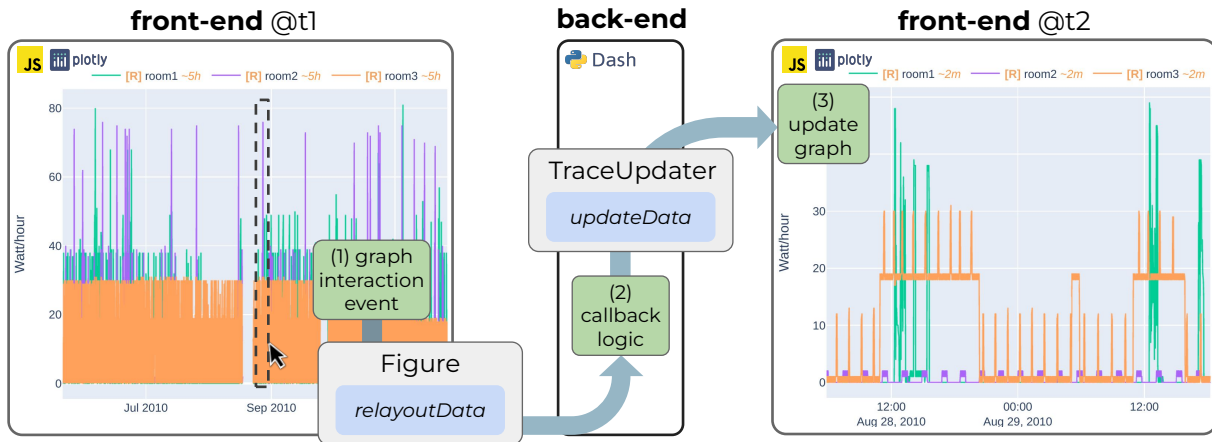 front-end @t1
JS plotly
[R] room1 ~5h [R] room2 ~5h [R] room3 ~5h
80
60
40
20
0
Watt/hour
Jul 2010
Sep 2010
(1) graph
interaction
event
Figure
relayoutData
back-end
Dash
TraceUpdater
updateData
(2)
callback
logic
front-end @t2
JS plotly
[R] room1 ~2m [R] room2 ~2m [R] room3 ~2m
(3)
update
graph
30
20
10
0
Watt/hour
12:00
Aug 28, 2010
00:00
Aug 29, 2010
12:00